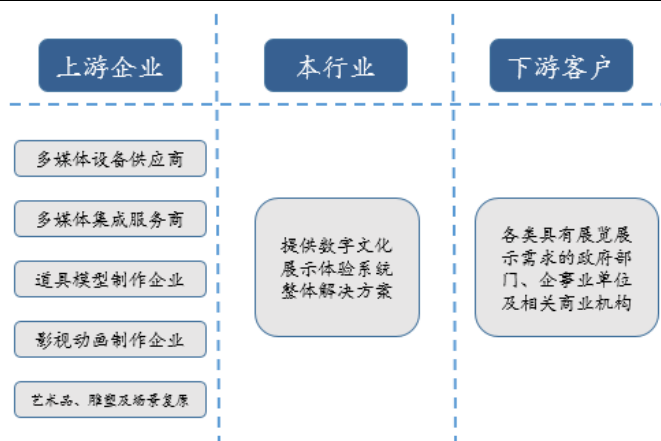 上游企业
本行业
下游客户
多媒体设备供应商
多媒体集成服务商
道具模型制作企业
影视动画制作企业
艺术品、雕塑及场景复原
提供数字文化
展示体验系统
整体解决方案
各类具有展览展
示需求的政府部
门、企事业单位
及相关商业机构